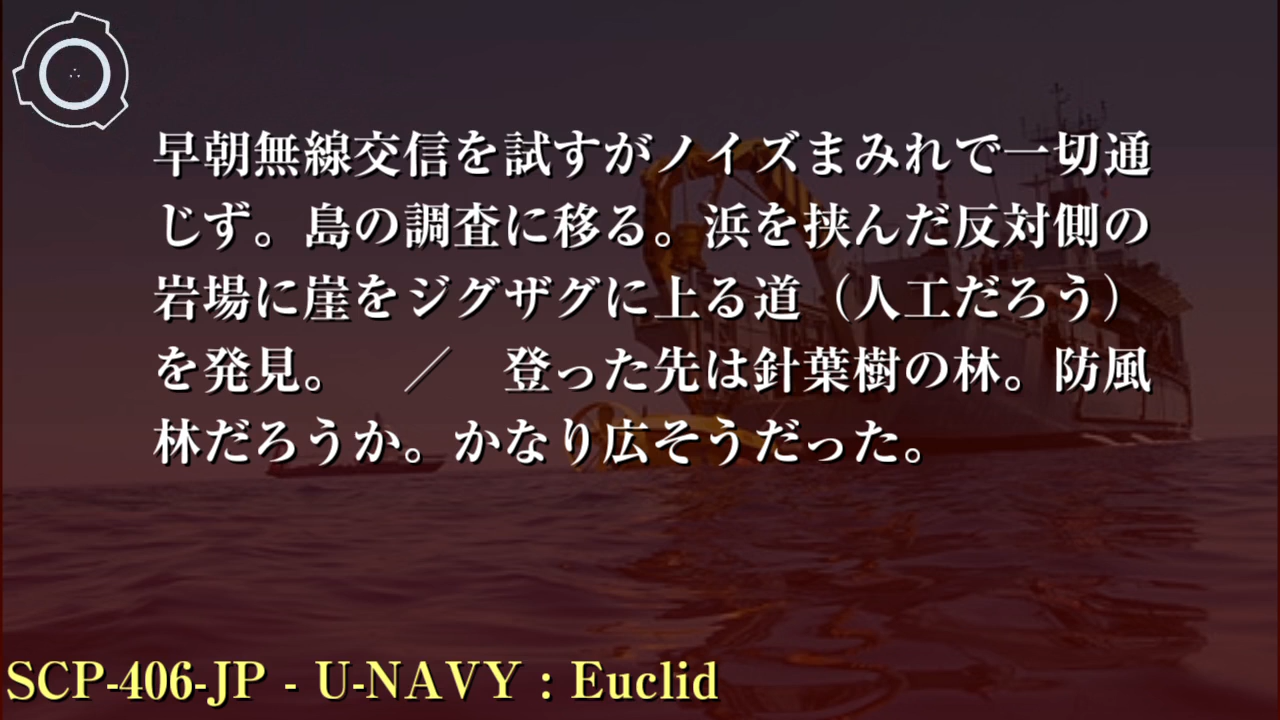 早朝無線交信を試すがノイズまみれで一切通
じず。島の調査に移る。浜を挟んだ反対側の
岩場に崖をジグザグに上る道（人工だろう）
を発見。　／　登った先は針葉樹の林。防風
林だろうか。かなり広そうだった。
SCP-406-JP - U-NAVY : Euclid